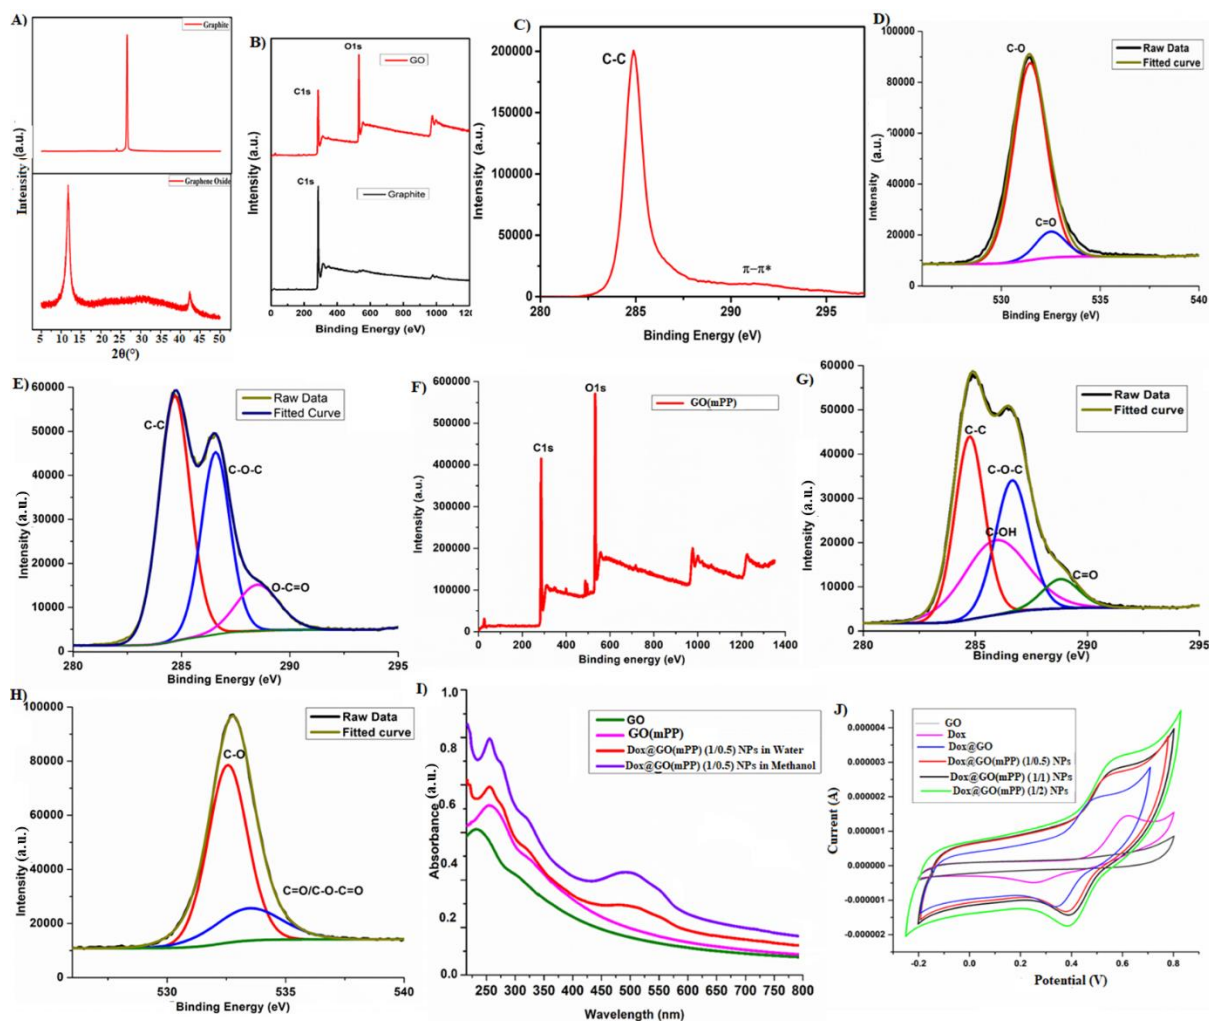 A)
Graphite
Graphene Oxide
Intensity (a.u.)
5 10 15 20 25 30 35 40 45 50
2θ(°)
B)
O1s
GO
C1s
C1s
Graphite
Intensity (a.u.)
0 200 400 600 800 1000 120
Binding Energy (eV)
C)
200000
150000
100000
50000
0
C-C
π–π*
Intensity (a.u.)
280 285 290 295
Binding Energy (eV)
D)
100000
80000
60000
40000
20000
0
C-O
C=O
Raw Data
Fitted curve
Intensity (a.u.)
530 535 540
Binding Energy (eV)
E)
60000
50000
40000
30000
20000
10000
0
C-C
C-O-C
O-C=O
Raw Data
Fitted Curve
Intensity (a.u.)
280 285 290 295
Binding Energy (eV)
F)
600000
500000
400000
300000
200000
100000
0
O1s
C1s
GO(mPP)
Intensity (a.u.)
0 200 400 600 800 1000 1200 1400
Binding energy (eV)
G)
60000
50000
40000
30000
20000
10000
0
C-C
C-O-C
C-OH
C=O
Raw Data
Fitted curve
Intensity (a.u.)
280 285 290 295
Binding energy (eV)
H)
100000
80000
60000
40000
20000
0
C-O
C=O/C-O-C=O
Raw Data
Fitted curve
Intensity (a.u.)
530 535 540
Binding Energy (eV)
I)
1.0
0.8
0.6
0.4
0.2
0.0
GO
GO(mPP)
Dox@GO(mPP) (1/0.5) NPs in Water
Dox@GO(mPP) (1/0.5) NPs in Methanol
Absorbance (a.u.)
250 300 350 400 450 500 550 600 650 700 750 800
Wavelength (nm)
J)
0.000004
0.000003
0.000002
0.000001
0.000000
-0.000001
-0.000002
GO
Dox
Dox@GO
Dox@GO(mPP) (1/0.5) NPs
Dox@GO(mPP) (1/1) NPs
Dox@GO(mPP) (1/2) NPs
Current (A)
-0.2 0.0 0.2 0.4 0.6 0.8
Potential (V)